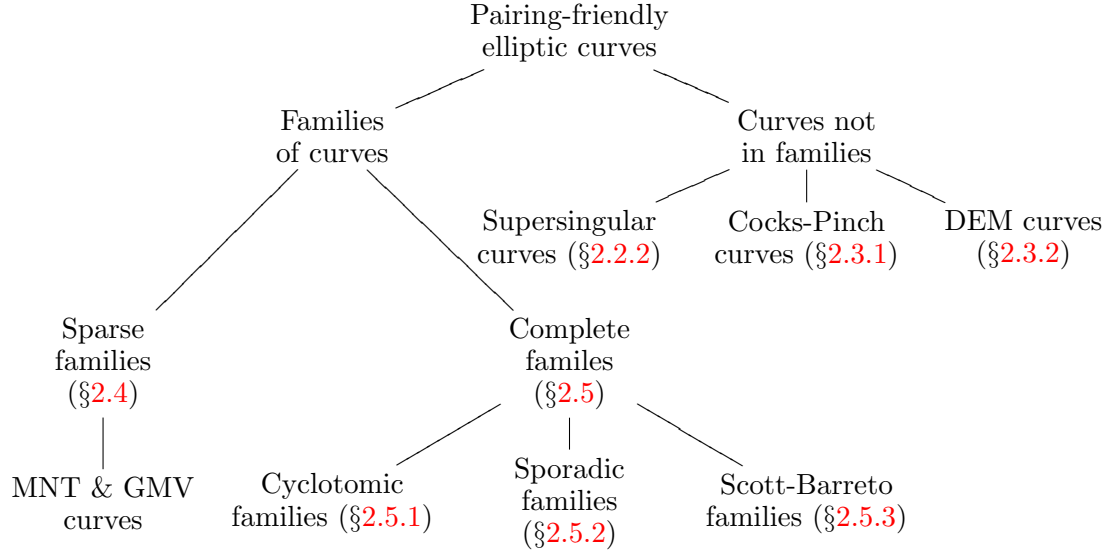 Pairing-friendly
elliptic curves
Families
of curves
Curves not
in families
Supersingular
curves (§2.2.2)
Cocks-Pinch
curves (§2.3.1)
DEM curves
(§2.3.2)
Sparse
families
(§2.4)
Complete
familes
(§2.5)
MNT & GMV
curves
Cyclotomic
families (§2.5.1)
Sporadic
families
(§2.5.2)
Scott-Barreto
families (§2.5.3)